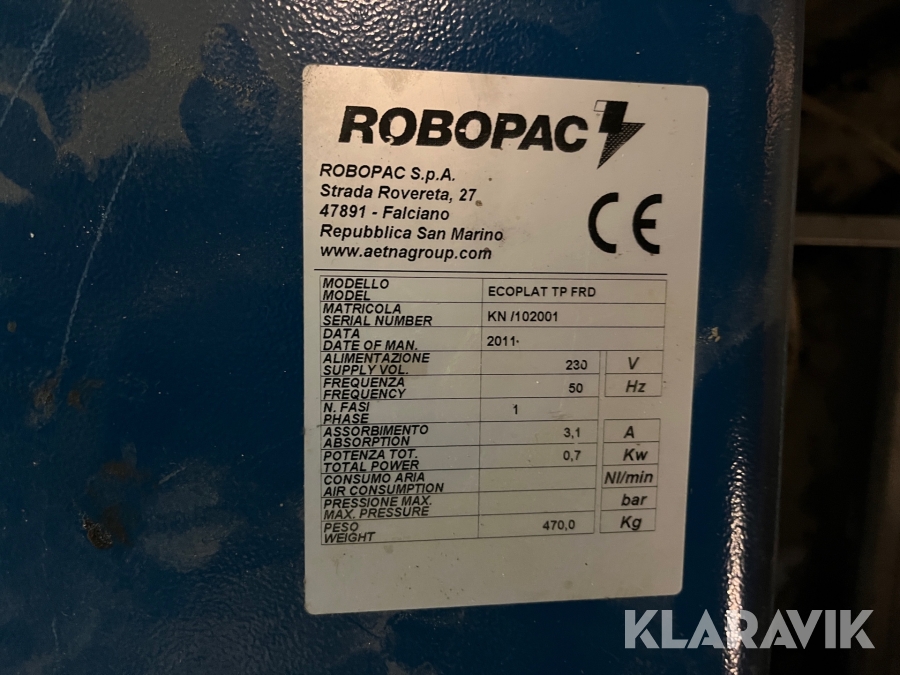 ROBOPAC
ROBOPAC S.p.A.
Strada Rovereta, 27
47891 - Falciano
Repubblica San Marino
www.aetnagroup.com
CE
MODELLO
MODEL
ECOPLAT TP FRD
MATRICOLA
SERIAL NUMBER
KN /102001
DATA
DATE OF MAN.
2011
ALIMENTAZIONE
SUPPLY VOL.
230 V
FREQUENZA
FREQUENCY
50 Hz
N. FASI
PHASE
1
ASSORBIMENTO
ABSORPTION
3,1 A
POTENZA TOT.
TOTAL POWER
0,7 Kw
CONSUMO ARIA
AIR CONSUMPTION
Nl/min
PRESSIONE MAX.
MAX. PRESSURE
bar
PESO
WEIGHT
470,0 Kg
KLARAVIK